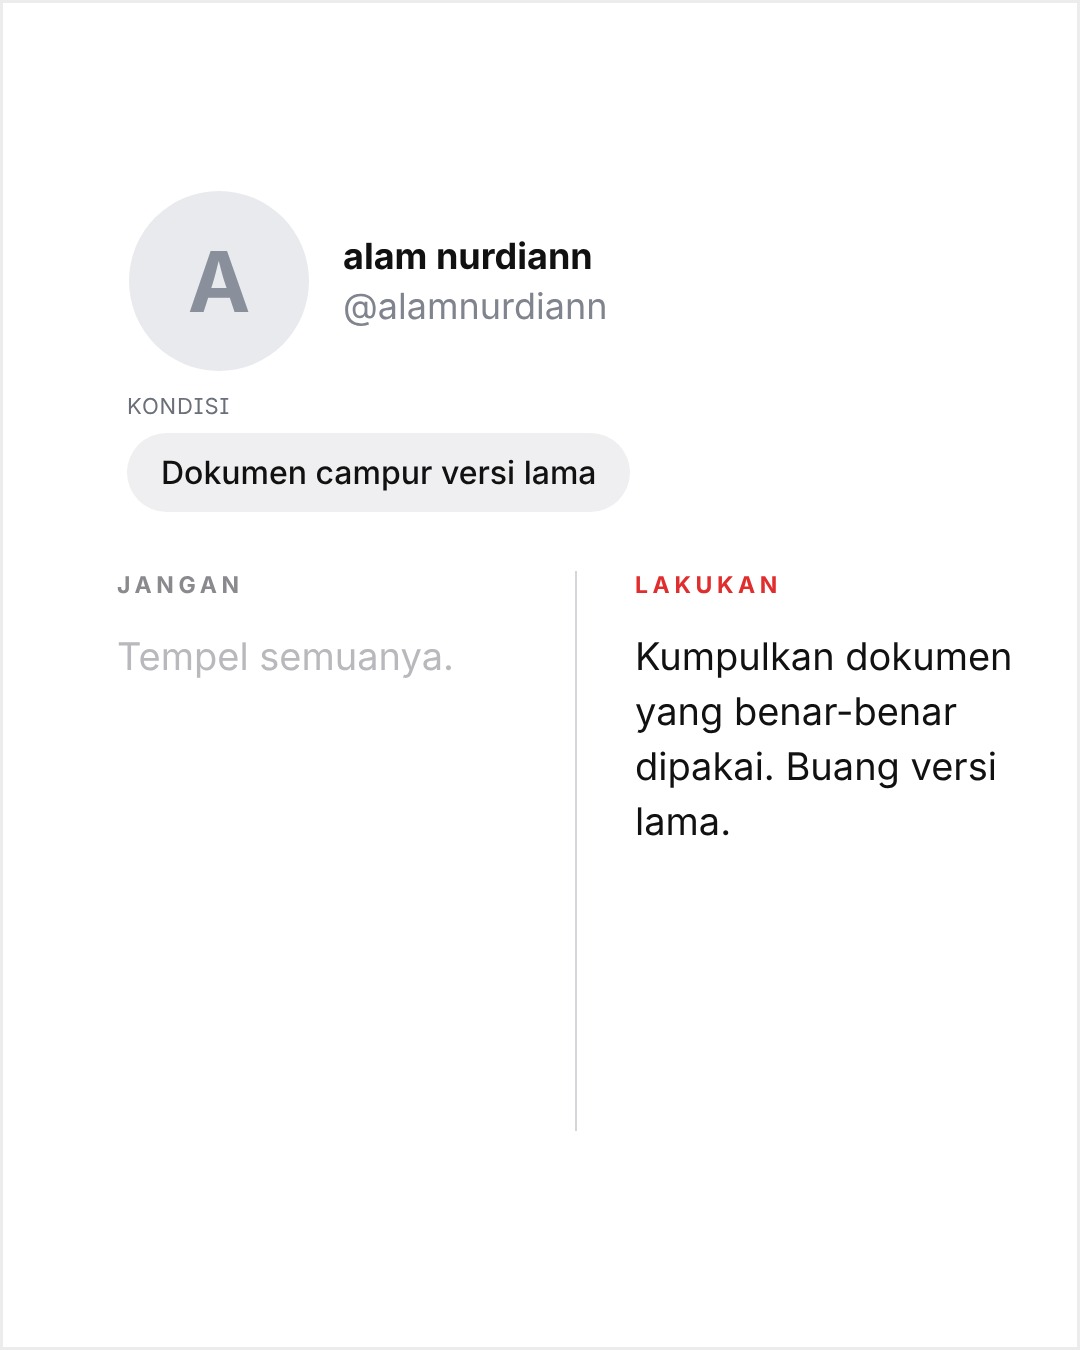 A
alam nurdiann
@alamnurdiann
KONDISI
Dokumen campur versi lama
JANGAN
Tempel semuanya.
LAKUKAN
Kumpulkan dokumen
yang benar-benar
dipakai. Buang versi
lama.